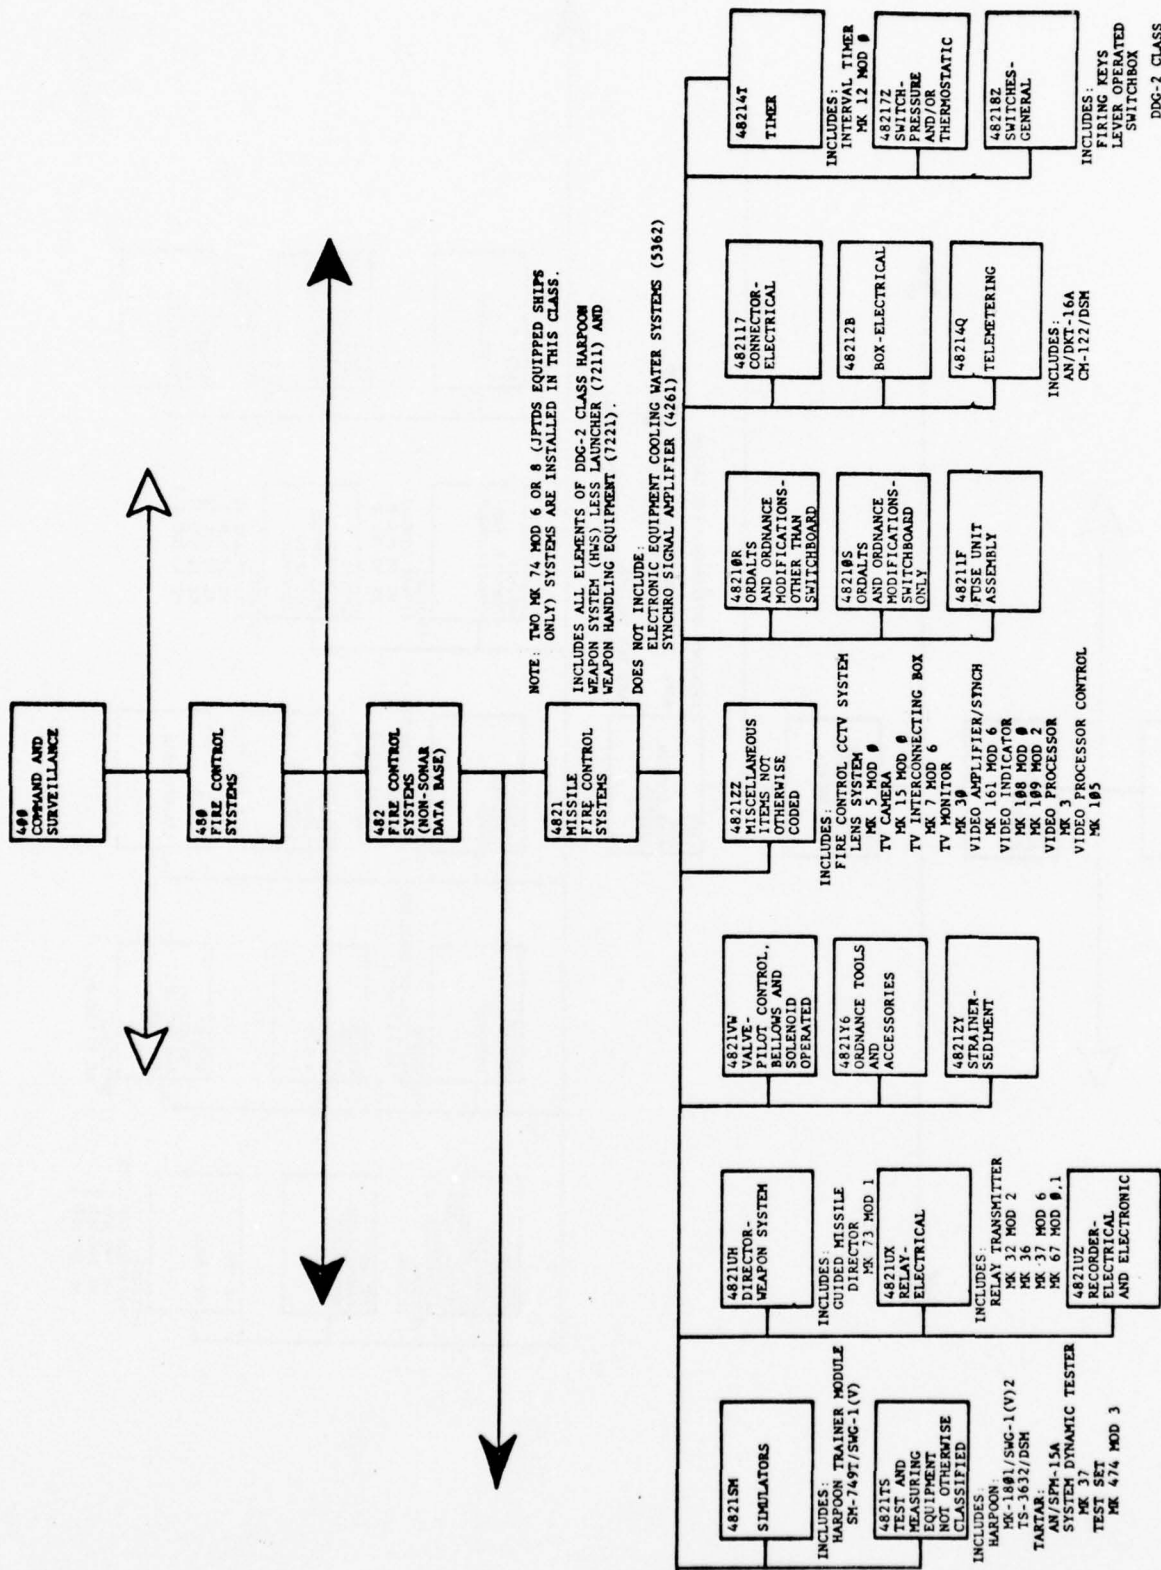 400
COMMAND AND
SURVEILLANCE
480
FIRE CONTROL
SYSTEMS
482
FIRE CONTROL
SYSTEMS
(NON-SONAR
DATA BASE)
4821
MISSILE
FIRE CONTROL
SYSTEMS
NOTE: TWO MK 74 MOD 6 OR 8 (JPTDS EQUIPPED SHIPS
ONLY) SYSTEMS ARE INSTALLED IN THIS CLASS.
INCLUDES ALL ELEMENTS OF DDG-2 CLASS HARPOON
WEAPON SYSTEM (HWS) LESS LAUNCHER (7211) AND
WEAPON HANDLING EQUIPMENT (7221).
DOES NOT INCLUDE:
ELECTRONIC EQUIPMENT COOLING WATER SYSTEMS (5362)
SYNCHRO SIGNAL AMPLIFIER (4261)
4821SM
SIMULATORS
INCLUDES:
HARPOON TRAINER MODULE
SM-749T/SWG-1(V)
4821TS
TEST AND
MEASURING
EQUIPMENT
NOT OTHERWISE
CLASSIFIED
INCLUDES:
HARPOON:
MK-1801/SWG-1(V)2
TS-3632/DSM
TARTAR:
AN/SPM-15A
SYSTEM DYNAMIC TESTER
MK 37
TEST SET
MK 474 MOD 3
4821UH
DIRECTOR-
WEAPON SYSTEM
INCLUDES:
GUIDED MISSILE
DIRECTOR
MK 73 MOD 1
4821UX
RELAY-
ELECTRICAL
INCLUDES:
RELAY TRANSMITTER
MK 32 MOD 2
MK 36
MK 37 MOD 6
MK 67 MOD 0,1
4821UZ
RECORDER-
ELECTRICAL
AND ELECTRONIC
4821VW
VALVE-
PILOT CONTROL,
BELLOWS AND
SOLENOID
OPERATED
4821Y6
ORDNANCE TOOLS
AND
ACCESSORIES
4821ZY
STRAINER-
SEDIMENT
4821ZZ
MISCELLANEOUS
ITEMS NOT
OTHERWISE
CODED
INCLUDES:
FIRE CONTROL CCTV SYSTEM
LENS SYSTEM
MK 5 MOD 0
TV CAMERA
MK 15 MOD 0
TV INTERCONNECTING BOX
MK 7 MOD 6
TV MONITOR
MK 30
VIDEO AMPLIFIER/SYNCH
MK 161 MOD 6
VIDEO INDICATOR
MK 108 MOD 0
MK 109 MOD 2
VIDEO PROCESSOR
MK 3
VIDEO PROCESSOR CONTROL
MK 105
48210R
ORDALTS
AND ORDNANCE
MODIFICATIONS-
OTHER THAN
SWITCHBOARD
48210S
ORDALTS
AND ORDNANCE
MODIFICATIONS-
SWITCHBOARD
ONLY
48211F
FUSE UNIT
ASSEMBLY
482117
CONNECTOR-
ELECTRICAL
48212B
BOX-ELECTRICAL
48214Q
TELEMETERING
INCLUDES:
AN/DKT-16A
CM-122/DSM
48214T
TIMER
INCLUDES:
INTERVAL TIMER
MK 12 MOD 0
48217Z
SWITCH-
PRESSURE
AND/OR
THERMOSTATIC
48218Z
SWITCHES-
GENERAL
INCLUDES:
FIRING KEYS
LEVER OPERATED
SWITCHBOX
DDG-2 CLASS